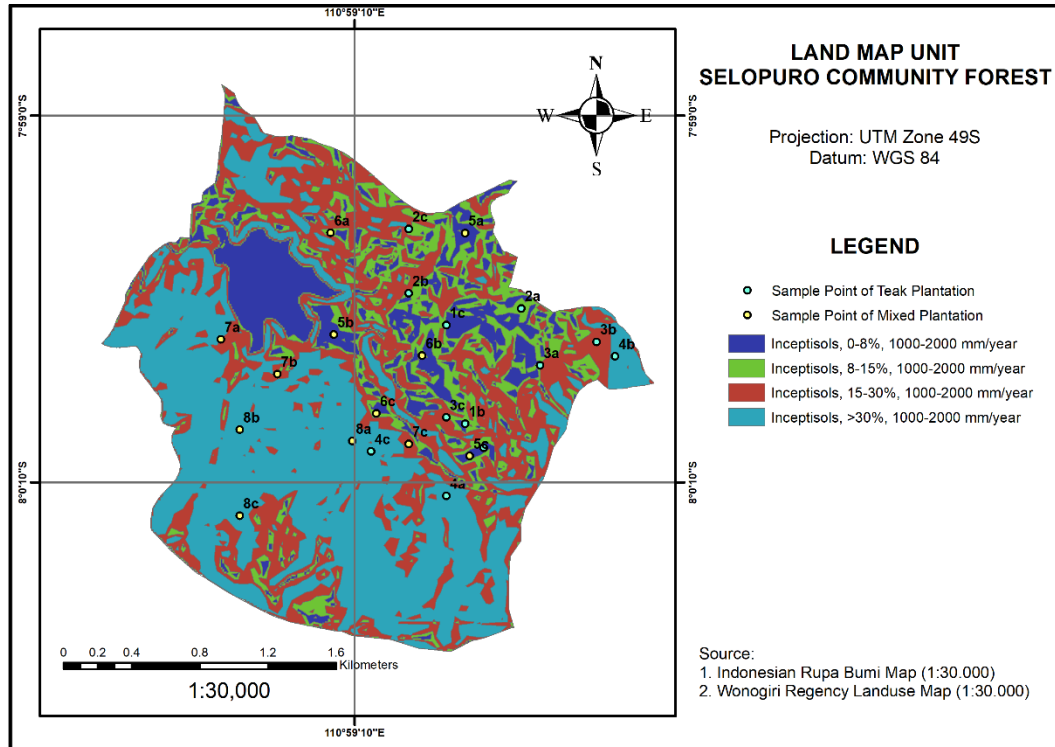 110°59'10"E
LAND MAP UNIT
SELOPURO COMMUNITY FOREST
Projection: UTM Zone 49S
Datum: WGS 84
N
W
E
S
7°59'0"S
7°59'0"S
6a
2c
5a
2b
2a
1c
5b
6b
3b
4b
7a
3a
7b
6c
3c
1b
8b
8a
4c
7c
5c
4a
8c
8°0'10"S
8°0'10"S
LEGEND
Sample Point of Teak Plantation
Sample Point of Mixed Plantation
Inceptisols, 0-8%, 1000-2000 mm/year
Inceptisols, 8-15%, 1000-2000 mm/year
Inceptisols, 15-30%, 1000-2000 mm/year
Inceptisols, >30%, 1000-2000 mm/year
0 0.2 0.4 0.8 1.2 1.6
Kilometers
1:30,000
Source:
1. Indonesian Rupa Bumi Map (1:30.000)
2. Wonogiri Regency Landuse Map (1:30.000)
110°59'10"E